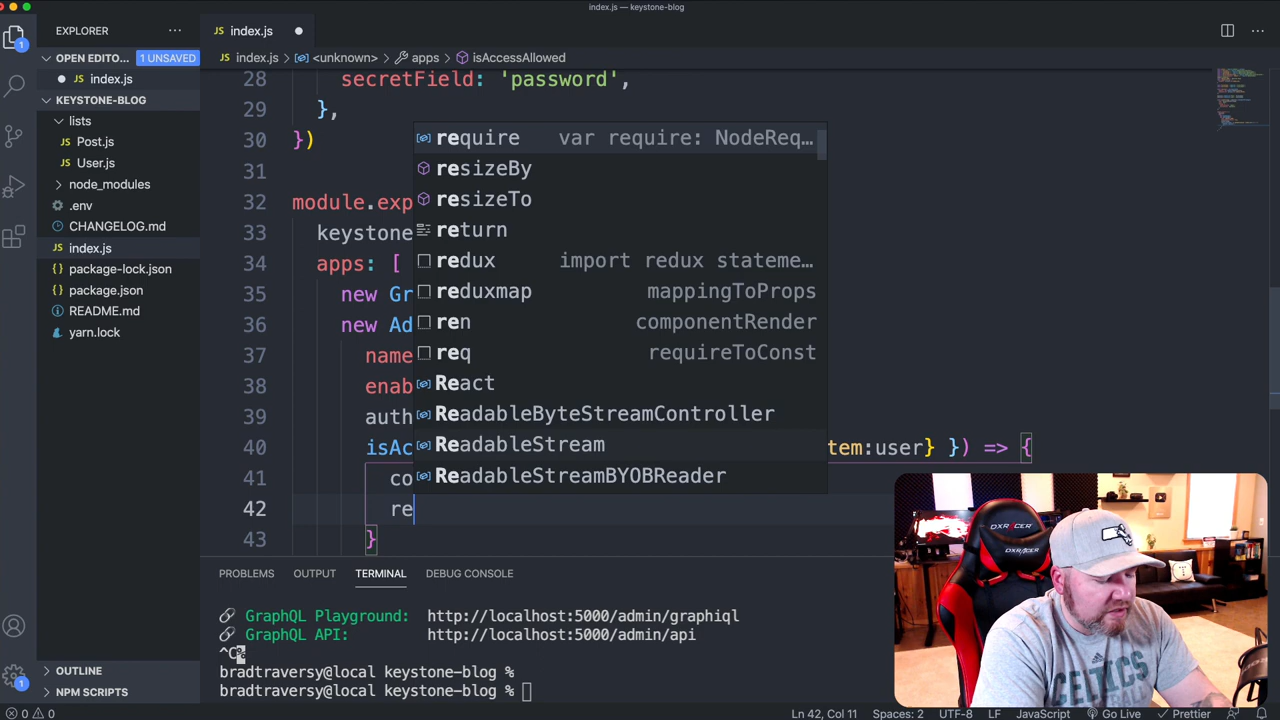 index.js — keystone-blog
EXPLORER
index.js
OPEN EDITO... 1 UNSAVED
index.js <unknown> apps isAccessAllowed
index.js
KEYSTONE-BLOG
lists
Post.js
User.js
node_modules
.env
CHANGELOG.md
index.js
package-lock.json
package.json
README.md
yarn.lock
OUTLINE
NPM SCRIPTS
28 secretField: 'password',
29 },
30 })
31
32 module.exp
33 keystone
34 apps: [
35 new Gr
36 new Ad
37 name
38 enab
39 auth
40 isAc tem:user} }) => {
41 co
42 re
43 }
require var require: NodeReq...
resizeBy
resizeTo
return
redux import redux stateme...
reduxmap mappingToProps
ren componentRender
req requireToConst
React
ReadableByteStreamController
ReadableStream
ReadableStreamBYOBReader
PROBLEMS OUTPUT TERMINAL DEBUG CONSOLE
GraphQL Playground: http://localhost:5000/admin/graphiql
GraphQL API: http://localhost:5000/admin/api
^C%
bradtraversy@local keystone-blog %
bradtraversy@local keystone-blog %
DXRACER
DXRACER
CELTICS
0 0 Ln 42, Col 11 Spaces: 2 UTF-8 LF JavaScript Go Live Prettier